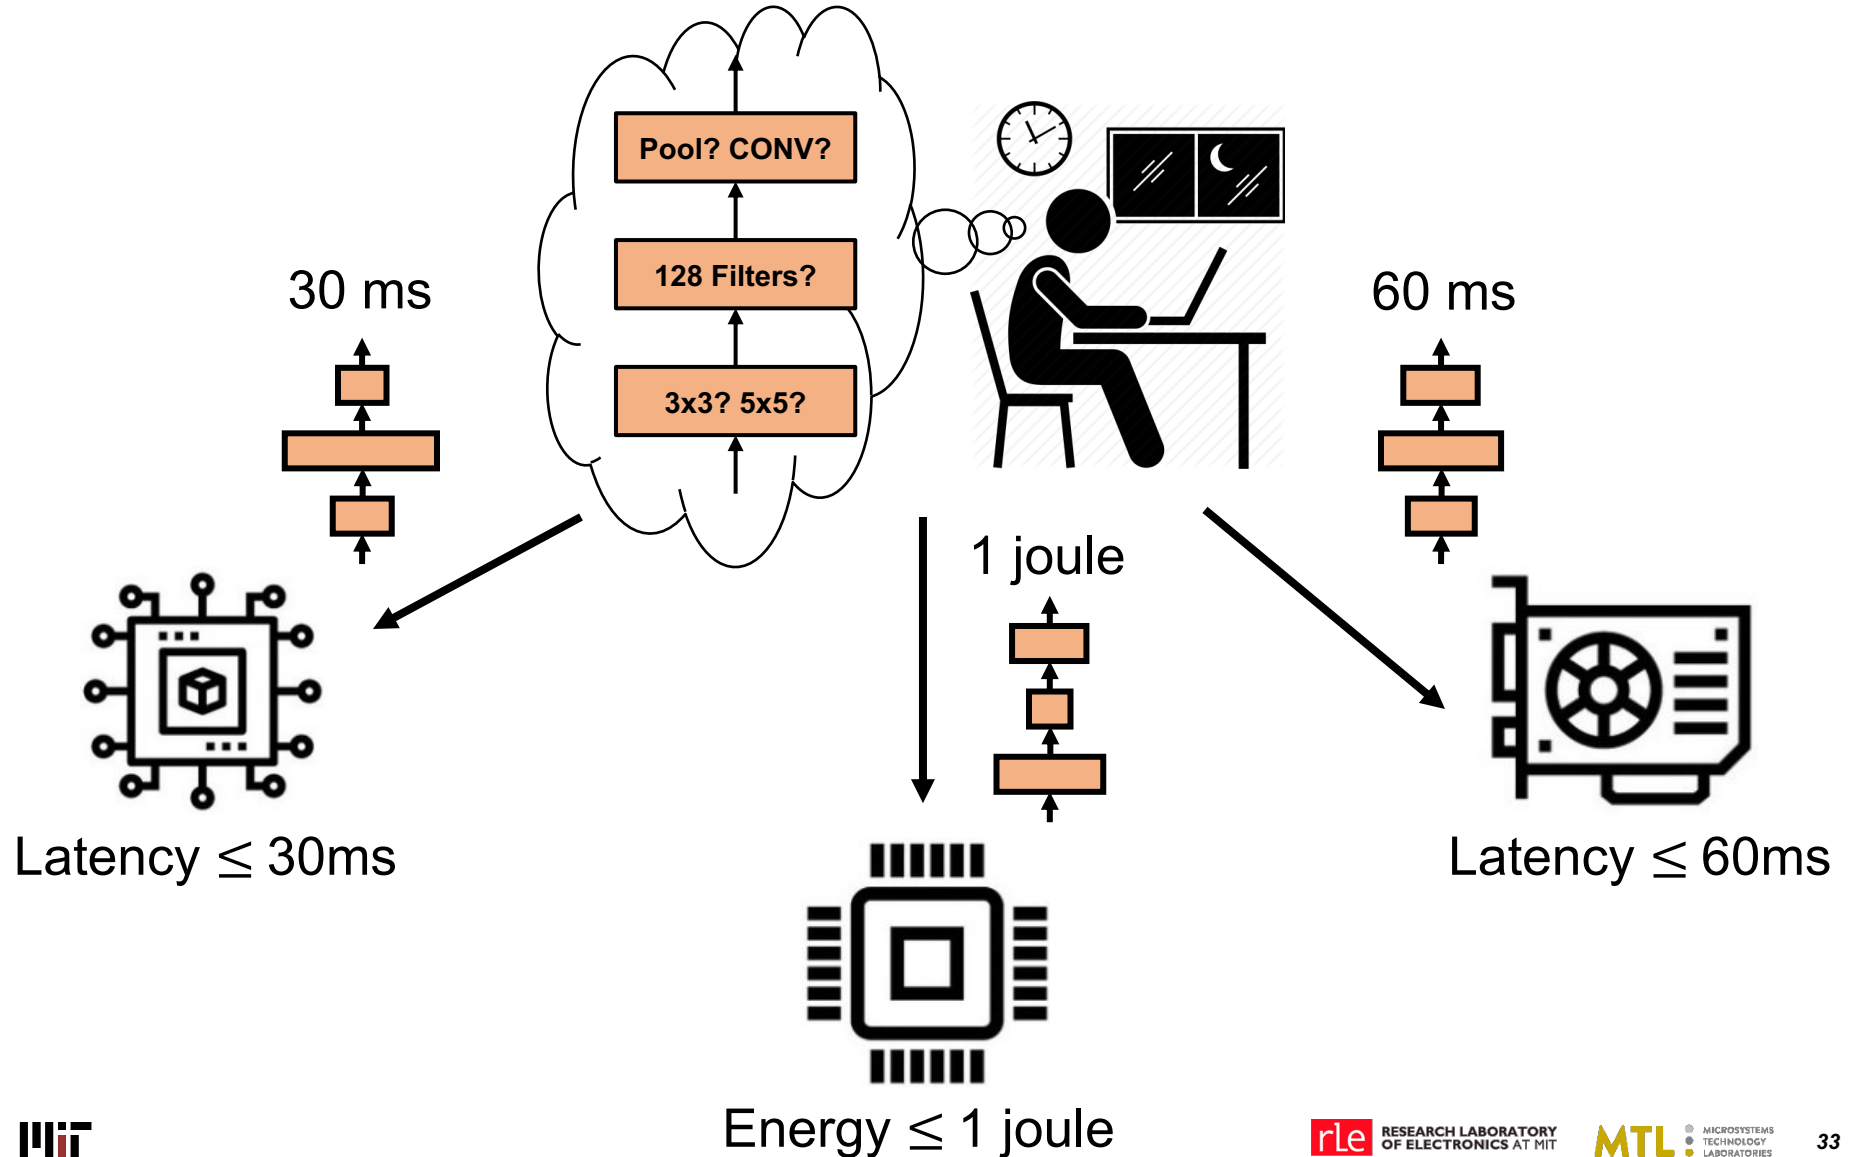 Pool? CONV?
128 Filters?
3x3? 5x5?
30 ms
60 ms
1 joule
Latency ≤ 30ms
Latency ≤ 60ms
Energy ≤ 1 joule
MiT
rle
RESEARCH LABORATORY
OF ELECTRONICS AT MIT
MTL
MICROSYSTEMS
TECHNOLOGY
LABORATORIES
33